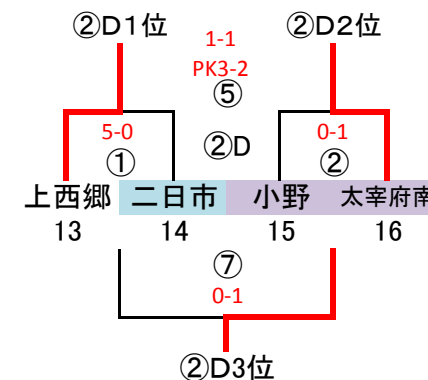 ②D1位 1-1 ②D2位
PK3-2
⑤
5-0 ②D 0-1
① ②
上西郷 二日市 小野 太宰府南
13 14 15 16
⑦
0-1
②D3位